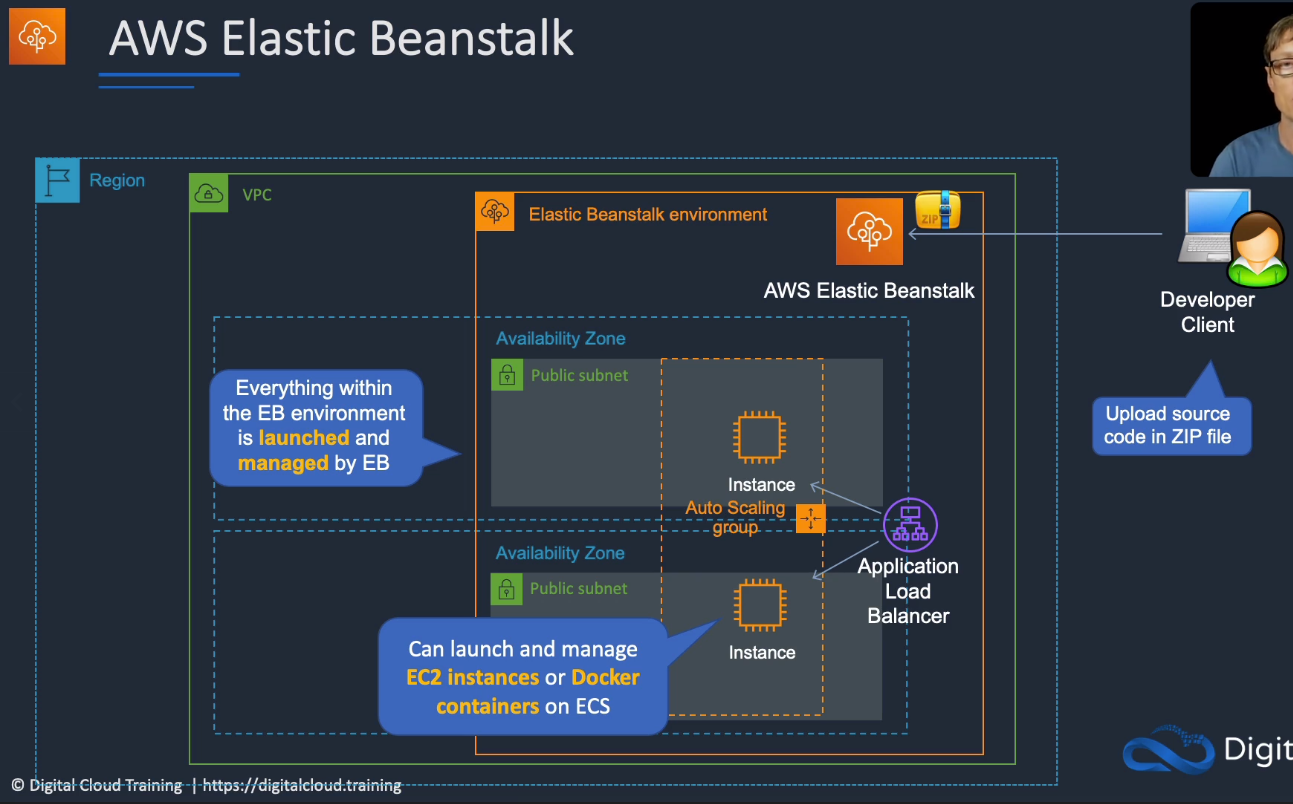 AWS Elastic Beanstalk
Region
VPC
Elastic Beanstalk environment
ZIP
AWS Elastic Beanstalk
Developer
Client
Upload source
code in ZIP file
Availability Zone
Public subnet
Everything within
the EB environment
is launched and
managed by EB
Instance
Auto Scaling
group
Application
Load
Balancer
Availability Zone
Public subnet
Instance
Can launch and manage
EC2 instances or Docker
containers on ECS
Digit
© Digital Cloud Training | https://digitalcloud.training